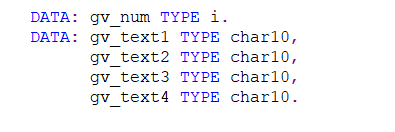 DATA: gv_num TYPE i.
DATA: gv_text1 TYPE char10,
gv_text2 TYPE char10,
gv_text3 TYPE char10,
gv_text4 TYPE char10.